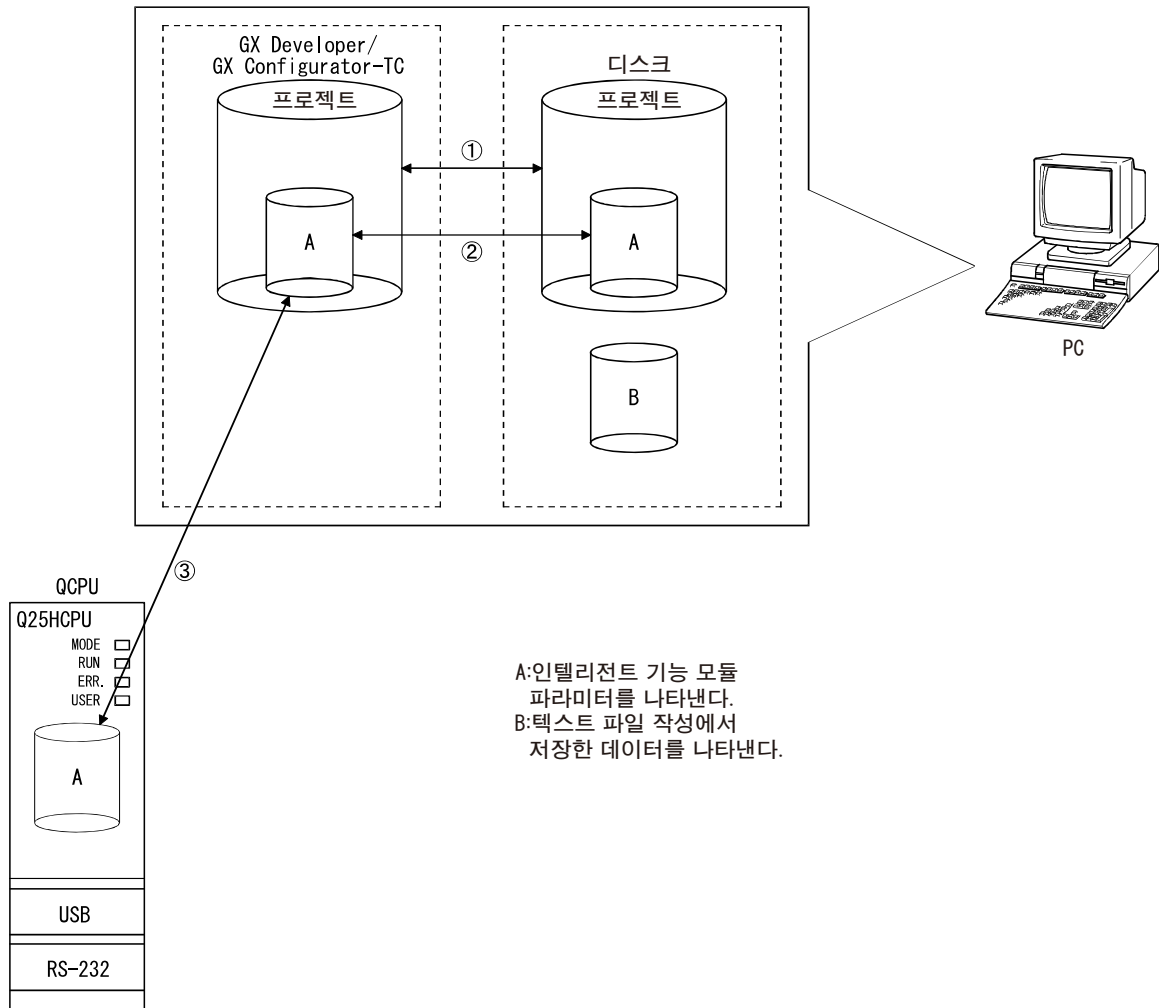 GX Developer/
GX Configurator-TC
프로젝트
디스크
프로젝트
①
A
②
A
B
PC
③
QCPU
Q25HCPU
MODE
RUN
ERR.
USER
A
USB
RS-232
A:인텔리전트 기능 모듈
파라미터를 나타낸다.
B:텍스트 파일 작성에서
저장한 데이터를 나타낸다.